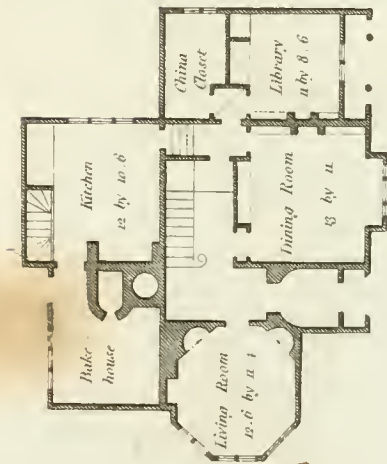 China
Closet
Library
11 by 8.6
Kitchen
12 by 10.6
Dining Room
13 by 11
Bake
house
Living Room
12.6 by 11.4